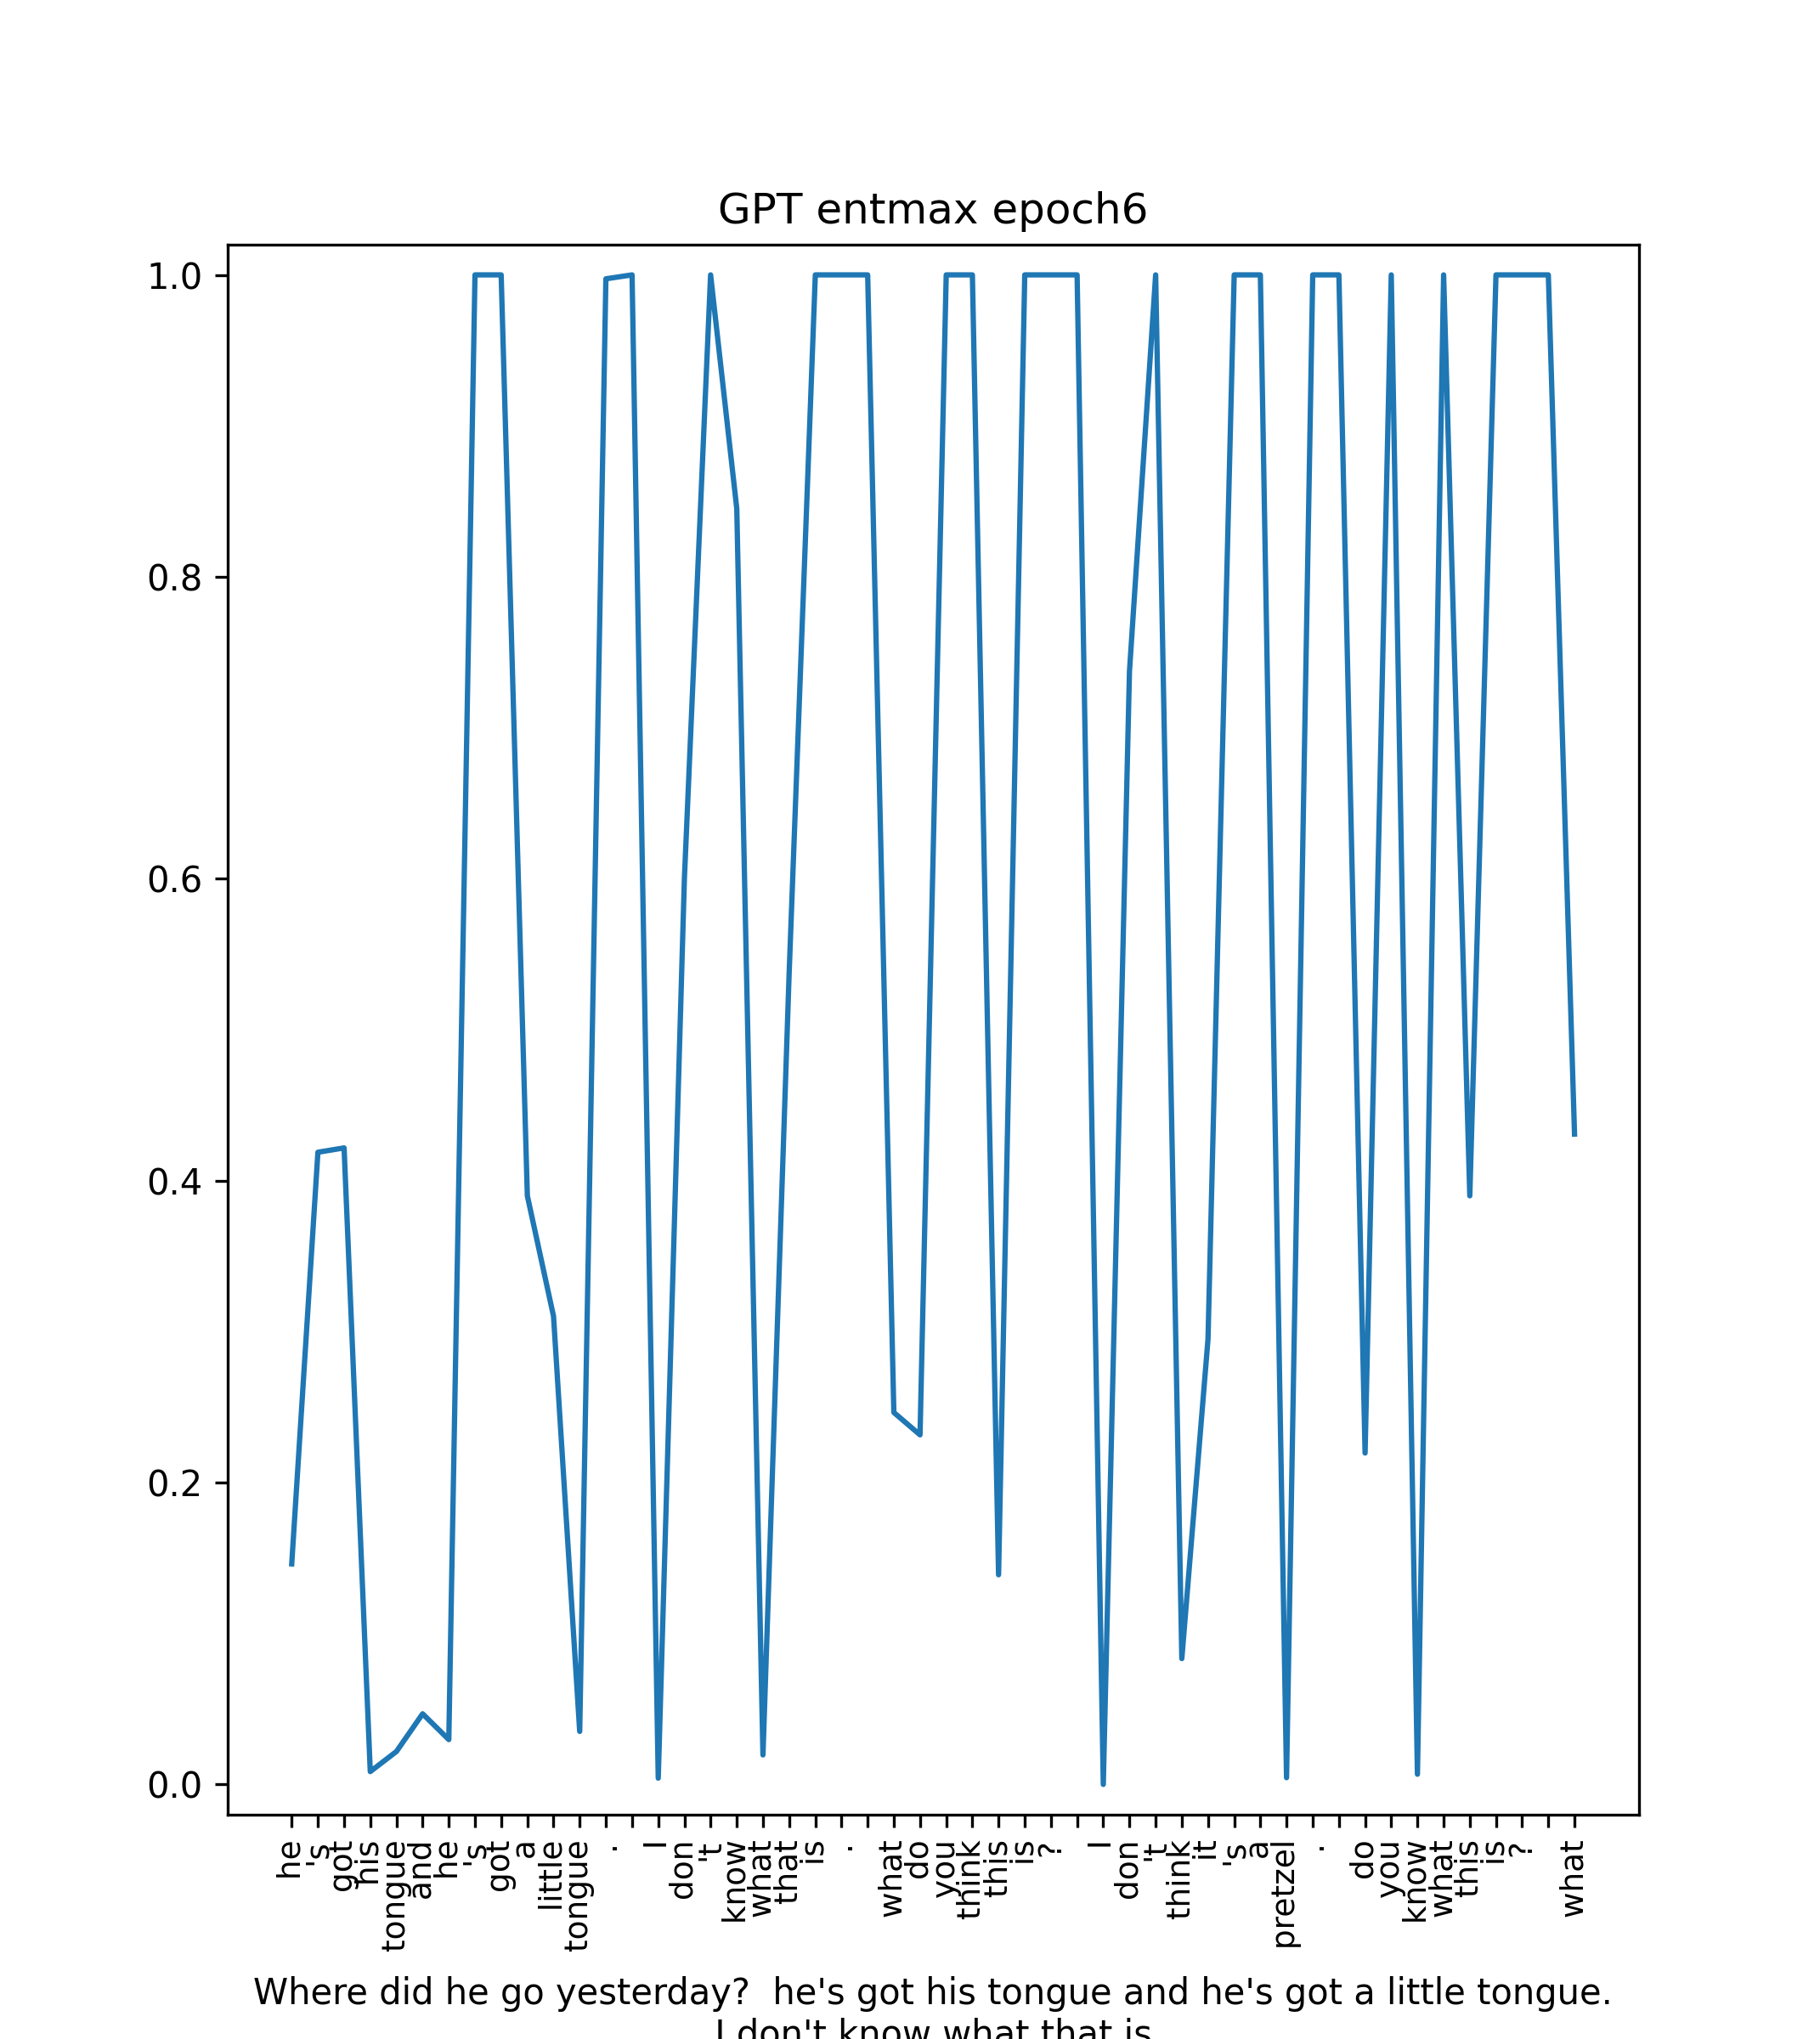 GPT entmax epoch6
1.0
0.8
0.6
0.4
0.2
0.0
he
's
got
his
tongue
and
he
's
got
a
little
tongue
.
I
don
't
know
what
that
is
.
what
do
you
think
this
is
?
I
don
't
think
it
's
a
pretzel
.
do
you
know
what
this
is
?
what
Where did he go yesterday?  he's got his tongue and he's got a little tongue.
I don't know what that is